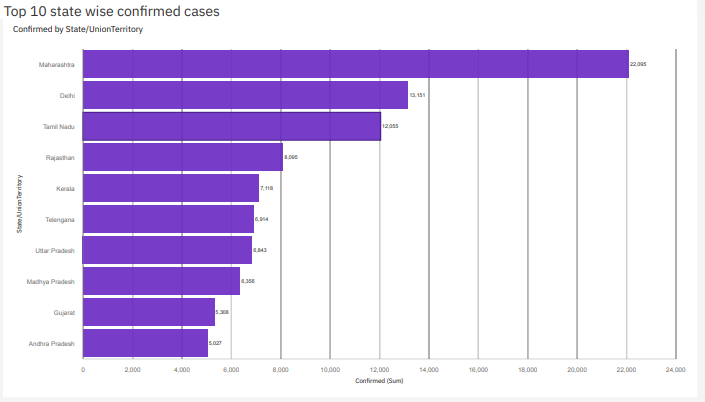 Top 10 state wise confirmed cases
Confirmed by State/UnionTerritory
State/UnionTerritory
Maharashtra 22,095
Delhi 13,151
Tamil Nadu 12,055
Rajasthan 8,095
Kerala 7,118
Telengana 6,914
Uttar Pradesh 6,843
Madhya Pradesh 6,356
Gujarat 5,308
Andhra Pradesh 5,027
0 2,000 4,000 6,000 8,000 10,000 12,000 14,000 16,000 18,000 20,000 22,000 24,000
Confirmed (Sum)